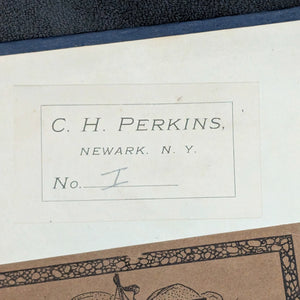 C. H. PERKINS,
NEWARK. N. Y.
No. I